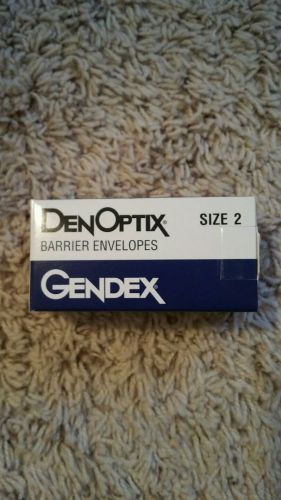 DENOPTIX® SIZE 2
BARRIER ENVELOPES
GENDEX®